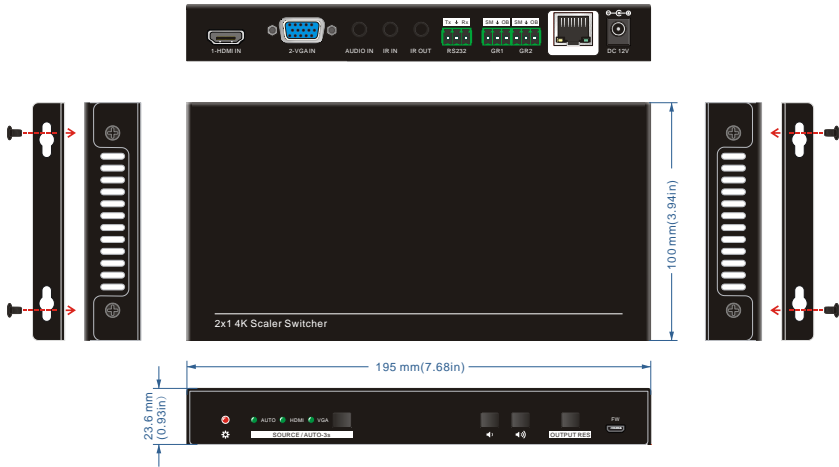 Tx Rx SM OB SM OB
1-HDMI IN 2-VGA IN AUDIO IN IR IN IR OUT RS232 GR1 GR2 DC 12V
100 mm(3.94in)
2x1 4K Scaler Switcher
195 mm(7.68in)
23.6 mm
(0.93in)
AUTO HDMI VGA FW
SOURCE / AUTO-3s OUTPUT RES